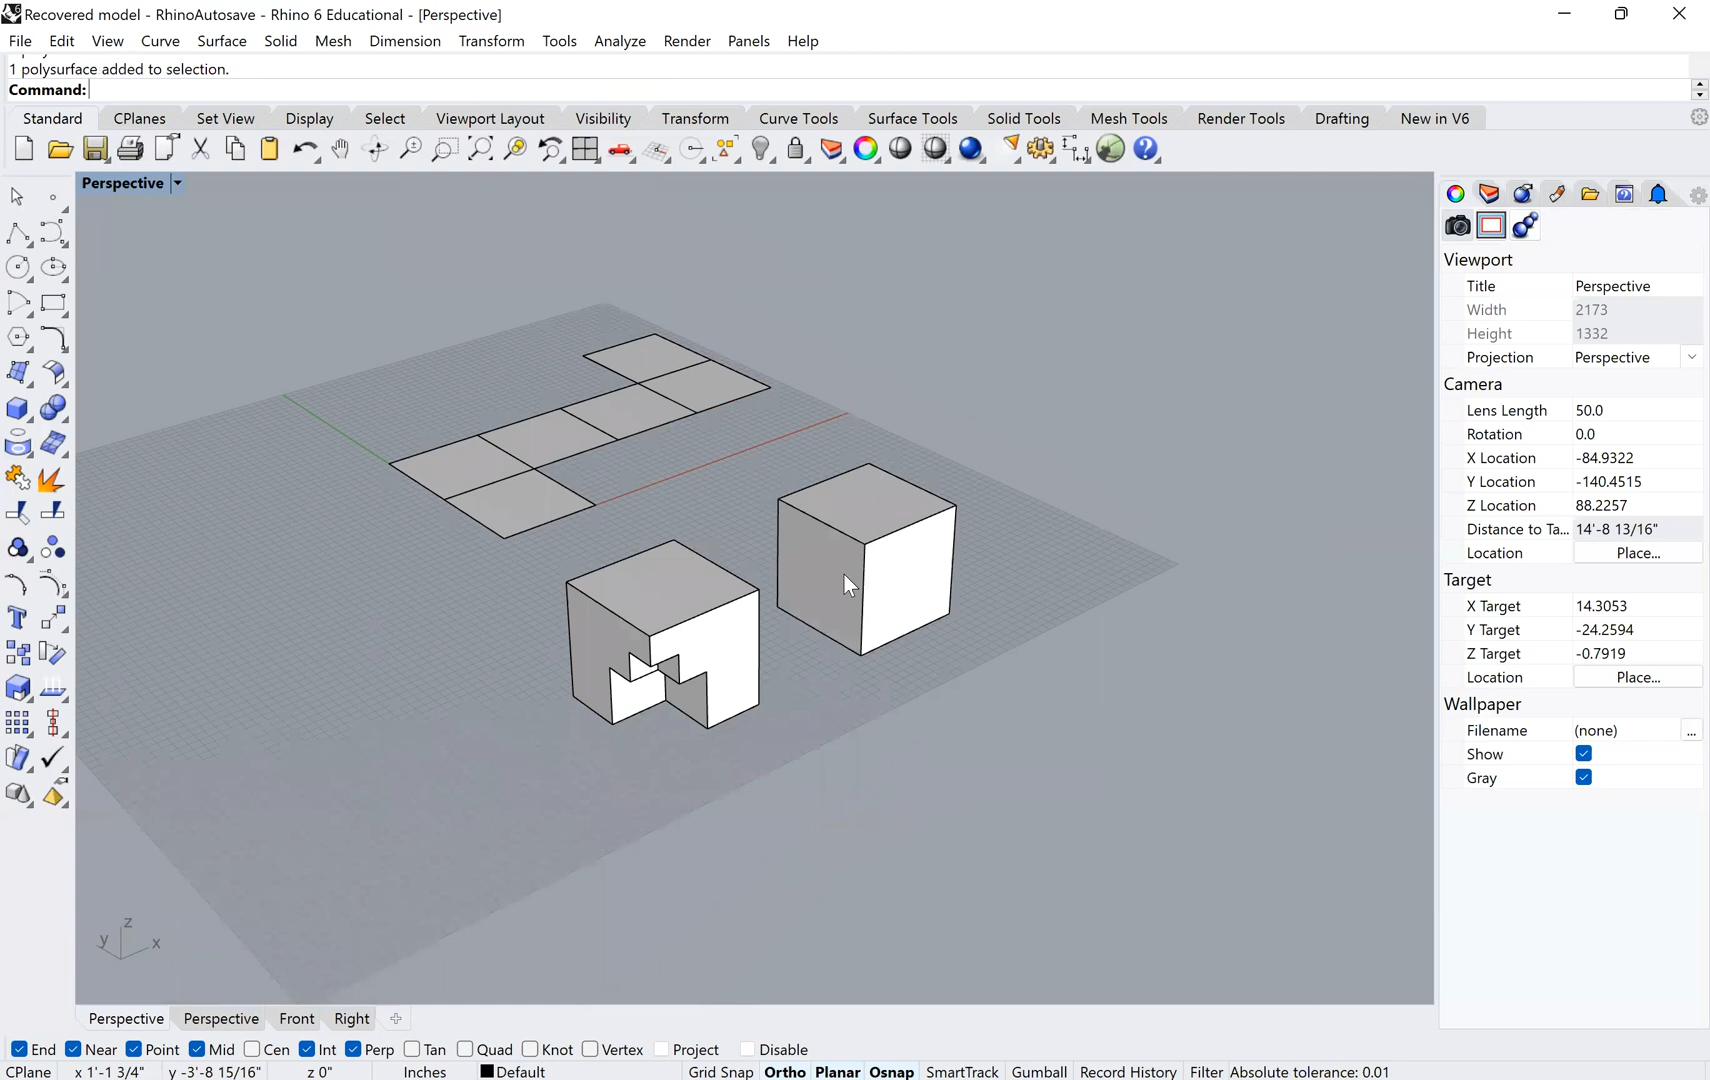 Recovered model - RhinoAutosave - Rhino 6 Educational - [Perspective]
File Edit View Curve Surface Solid Mesh Dimension Transform Tools Analyze Render Panels Help
1 polysurface added to selection.
Command:
Standard CPlanes Set View Display Select Viewport Layout Visibility Transform Curve Tools Surface Tools Solid Tools Mesh Tools Render Tools Drafting New in V6
Perspective
Viewport
Title Perspective
Width 2173
Height 1332
Projection Perspective
Camera
Lens Length 50.0
Rotation 0.0
X Location -84.9322
Y Location -140.4515
Z Location 88.2257
Distance to Ta... 14'-8 13/16"
Location Place...
Target
X Target 14.3053
Y Target -24.2594
Z Target -0.7919
Location Place...
Wallpaper
Filename (none) ...
Show
Gray
z
y x
Perspective Perspective Front Right
End Near Point Mid Cen Int Perp Tan Quad Knot Vertex Project Disable
CPlane x 1'-1 3/4" y -3'-8 15/16" z 0" Inches Default Grid Snap Ortho Planar Osnap SmartTrack Gumball Record History Filter Absolute tolerance: 0.01